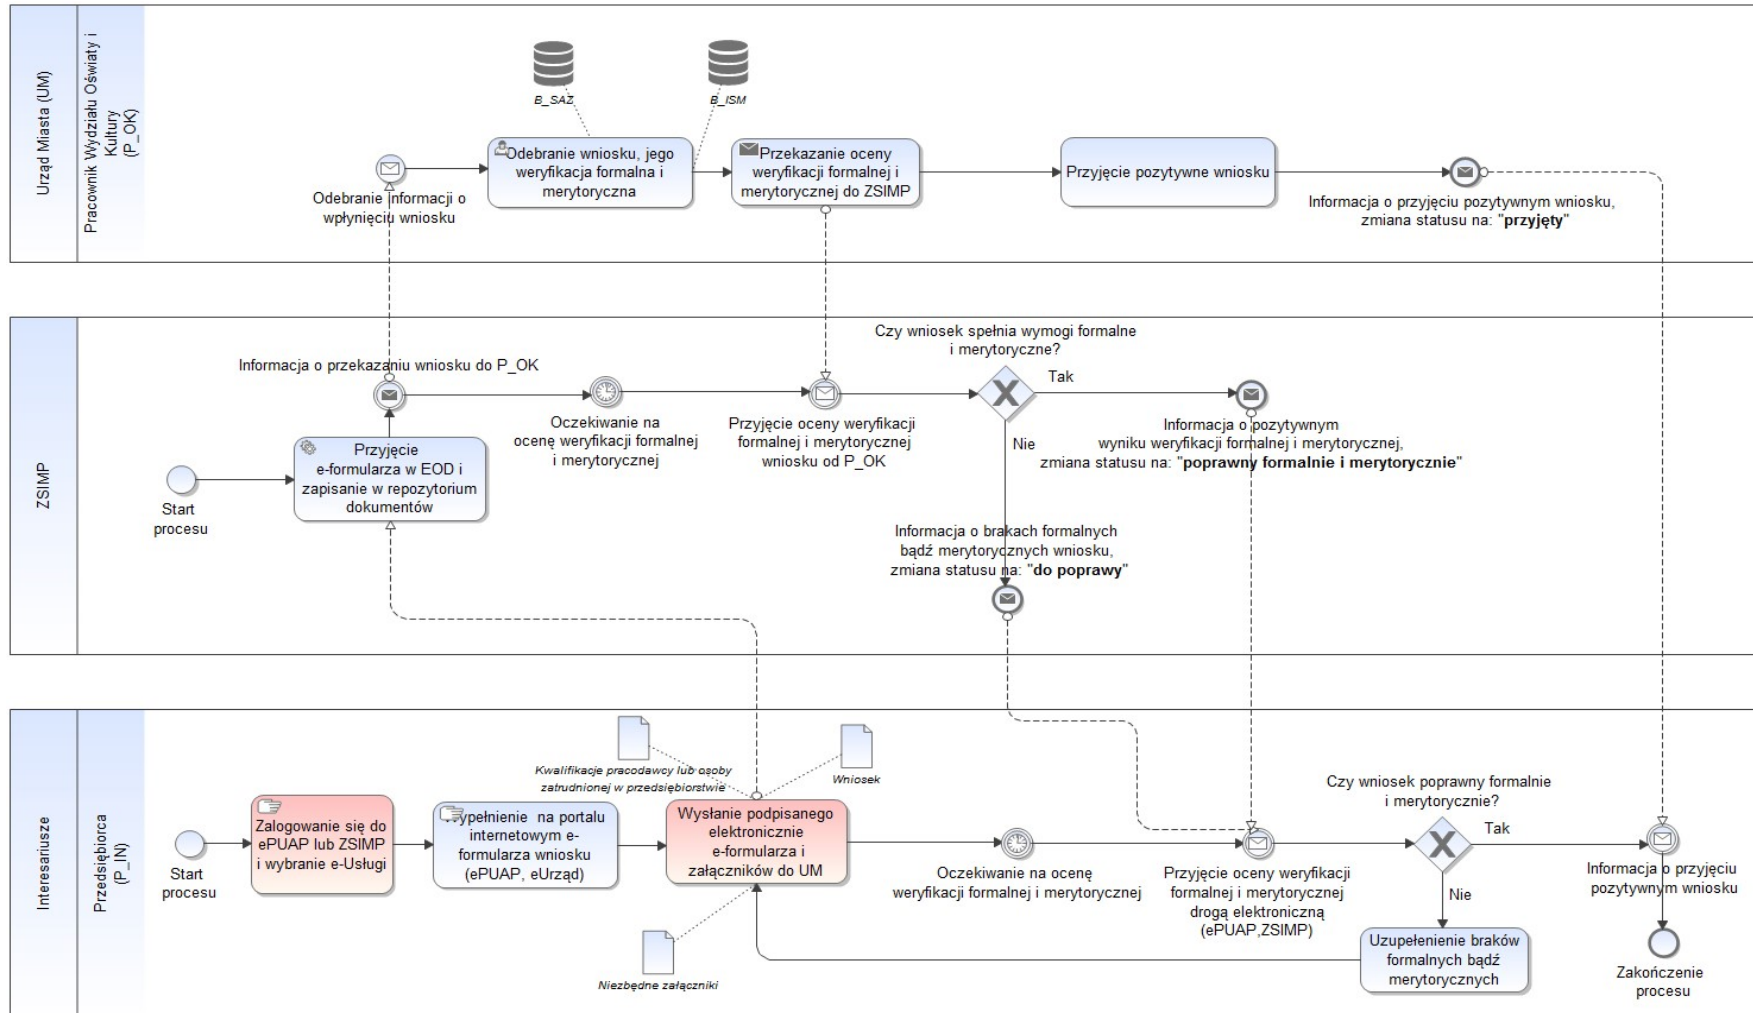 Urząd Miasta (UM)
Pracownik Wydziału Oświaty i
Kultury
(P_OK)
B_SAZ
B_ISM
Odebranie informacji o
wpłynięciu wniosku
Odebranie wniosku, jego
weryfikacja formalna i
merytoryczna
Przekazanie oceny
weryfikacji formalnej i
merytorycznej do ZSIMP
Przyjęcie pozytywne wniosku
Informacja o przyjęciu pozytywnym wniosku,
zmiana statusu na: "przyjęty"
ZSIMP
Start
procesu
Przyjęcie
e-formularza w EOD i
zapisanie w repozytorium
dokumentów
Informacja o przekazaniu wniosku do P_OK
Oczekiwanie na
ocenę weryfikacji formalnej
i merytorycznej
Przyjęcie oceny weryfikacji
formalnej i merytorycznej
wniosku od P_OK
Czy wniosek spełnia wymogi formalne
i merytoryczne?
Tak
Nie
Informacja o pozytywnym
wyniku weryfikacji formalnej i merytorycznej,
zmiana statusu na: "poprawny formalnie i merytorycznie"
Informacja o brakach formalnych
bądź merytorycznych wniosku,
zmiana statusu na: "do poprawy"
Interesariusze
Przedsiębiorca
(P_IN)
Start
procesu
Zalogowanie się do
ePUAP lub ZSIMP
i wybranie e-Usługi
Wypełnienie na portalu
internetowym e-
formularza wniosku
(ePUAP, eUrząd)
Kwalifikacje pracodawcy lub osoby
zatrudnionej w przedsiębiorstwie
Wniosek
Wysłanie podpisanego
elektronicznie
e-formularza i
załączników do UM
Niezbędne załączniki
Oczekiwanie na ocenę
weryfikacji formalnej i merytorycznej
Przyjęcie oceny weryfikacji
formalnej i merytorycznej
drogą elektroniczną
(ePUAP,ZSIMP)
Czy wniosek poprawny formalnie
i merytorycznie?
Tak
Nie
Uzupełenienie braków
formalnych bądź
merytorycznych
Informacja o przyjęciu
pozytywnym wniosku
Zakończenie
procesu